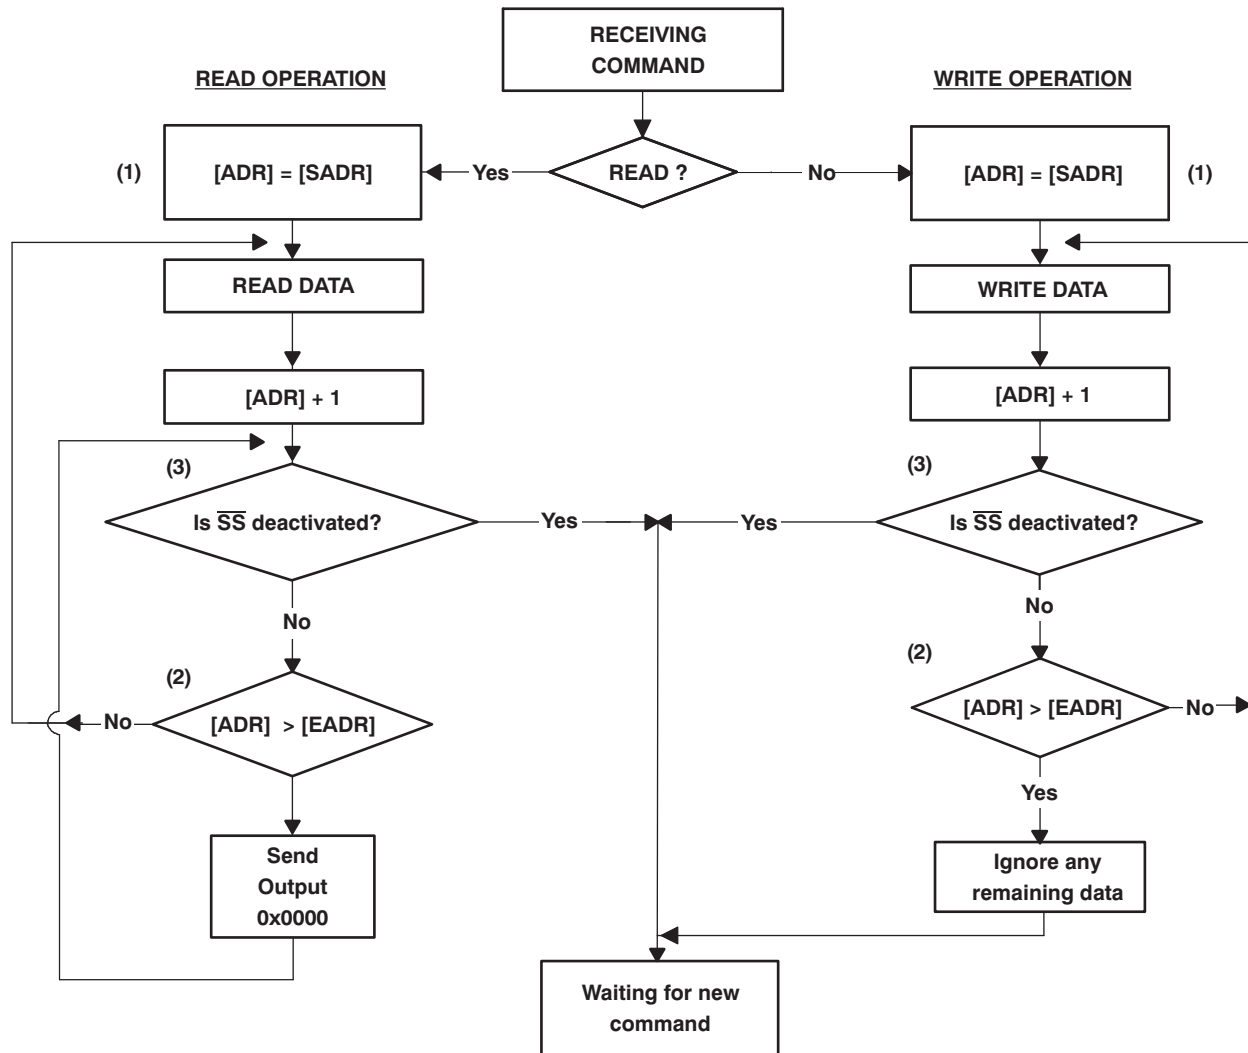 RECEIVING
COMMAND
READ OPERATION
WRITE OPERATION
(1)
[ADR] = [SADR]
Yes
READ ?
No
[ADR] = [SADR]
(1)
READ DATA
WRITE DATA
[ADR] + 1
[ADR] + 1
(3)
(3)
Is S̅S̅ deactivated?
Yes
Yes
Is S̅S̅ deactivated?
No
No
(2)
(2)
No
[ADR] > [EADR]
[ADR] > [EADR]
No
Yes
Send
Output
0x0000
Ignore any
remaining data
Waiting for new
command